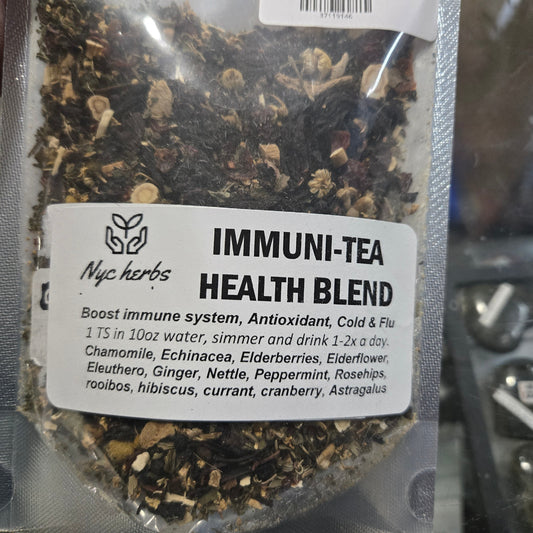 37119146
Nyc herbs
IMMUNI-TEA
HEALTH BLEND
Boost immune system, Antioxidant, Cold & Flu
1 TS in 10oz water, simmer and drink 1-2x a day.
Chamomile, Echinacea, Elderberries, Elderflower,
Eleuthero, Ginger, Nettle, Peppermint, Rosehips,
rooibos, hibiscus, currant, cranberry, Astragalus